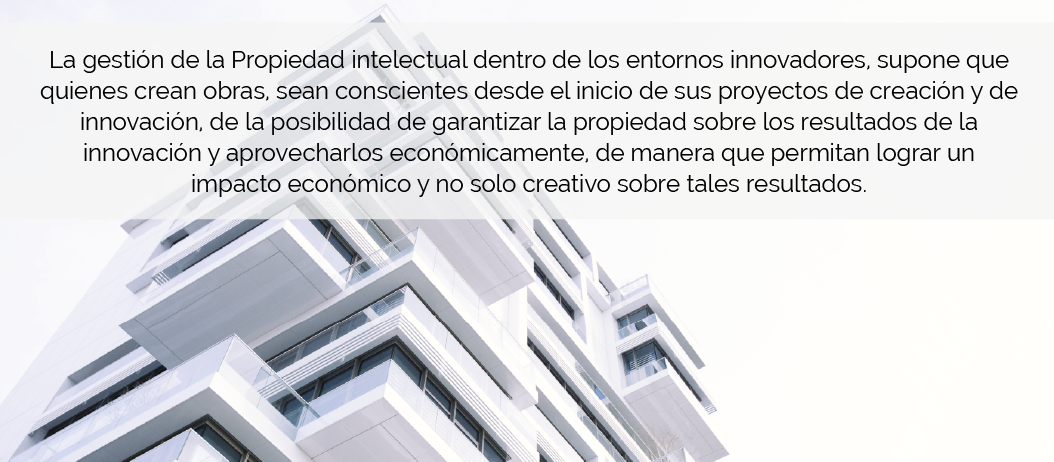 La gestión de la Propiedad intelectual dentro de los entornos innovadores, supone que
quienes crean obras, sean conscientes desde el inicio de sus proyectos de creación y de
innovación, de la posibilidad de garantizar la propiedad sobre los resultados de la
innovación y aprovecharlos económicamente, de manera que permitan lograr un
impacto económico y no solo creativo sobre tales resultados.